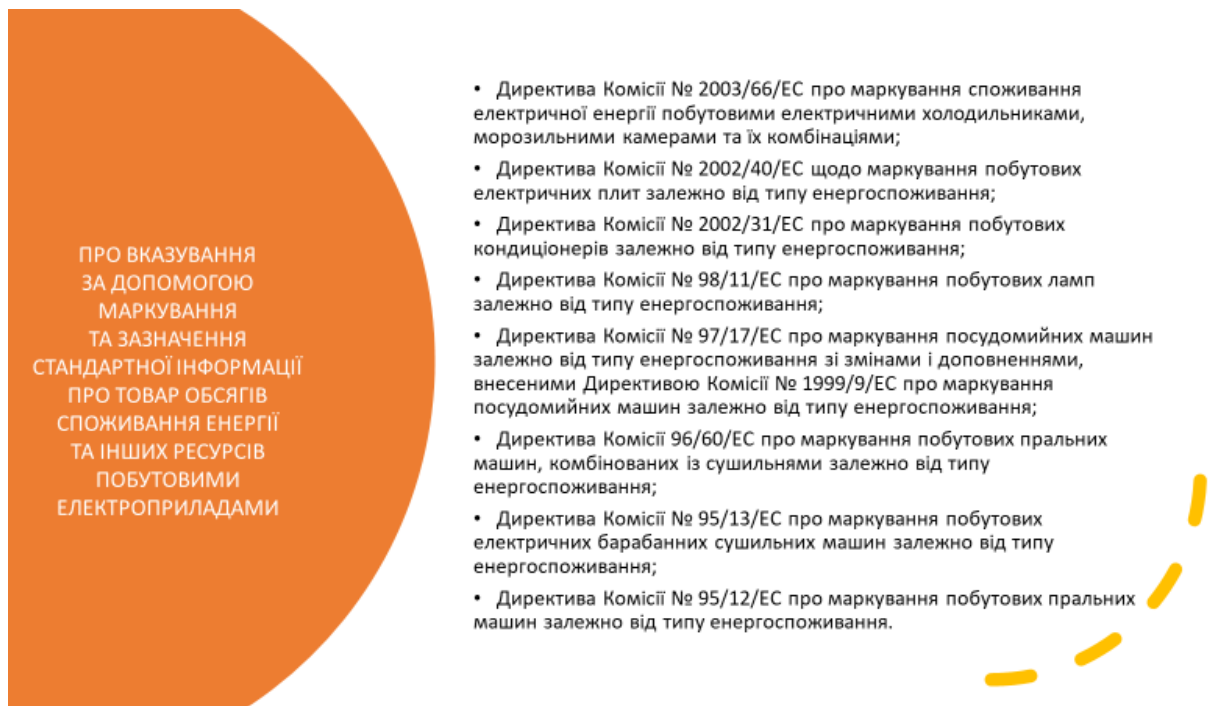 ПРО ВКАЗУВАННЯ
ЗА ДОПОМОГОЮ
МАРКУВАННЯ
ТА ЗАЗНАЧЕННЯ
СТАНДАРТНОЇ ІНФОРМАЦІЇ
ПРО ТОВАР ОБСЯГІВ
СПОЖИВАННЯ ЕНЕРГІЇ
ТА ІНШИХ РЕСУРСІВ
ПОБУТОВИМИ
ЕЛЕКТРОПРИЛАДАМИ
• Директива Комісії № 2003/66/ЕС про маркування споживання
електричної енергії побутовими електричними холодильниками,
морозильними камерами та їх комбінаціями;
• Директива Комісії № 2002/40/ЕС щодо маркування побутових
електричних плит залежно від типу енергоспоживання;
• Директива Комісії № 2002/31/ЕС про маркування побутових
кондиціонерів залежно від типу енергоспоживання;
• Директива Комісії № 98/11/ЕС про маркування побутових ламп
залежно від типу енергоспоживання;
• Директива Комісії № 97/17/ЕС про маркування посудомийних машин
залежно від типу енергоспоживання зі змінами і доповненнями,
внесеними Директивою Комісії № 1999/9/ЕС про маркування
посудомийних машин залежно від типу енергоспоживання;
• Директива Комісії 96/60/ЕС про маркування побутових пральних
машин, комбінованих із сушильнями залежно від типу
енергоспоживання;
• Директива Комісії № 95/13/ЕС про маркування побутових
електричних барабанних сушильних машин залежно від типу
енергоспоживання;
• Директива Комісії № 95/12/ЕС про маркування побутових пральних
машин залежно від типу енергоспоживання.